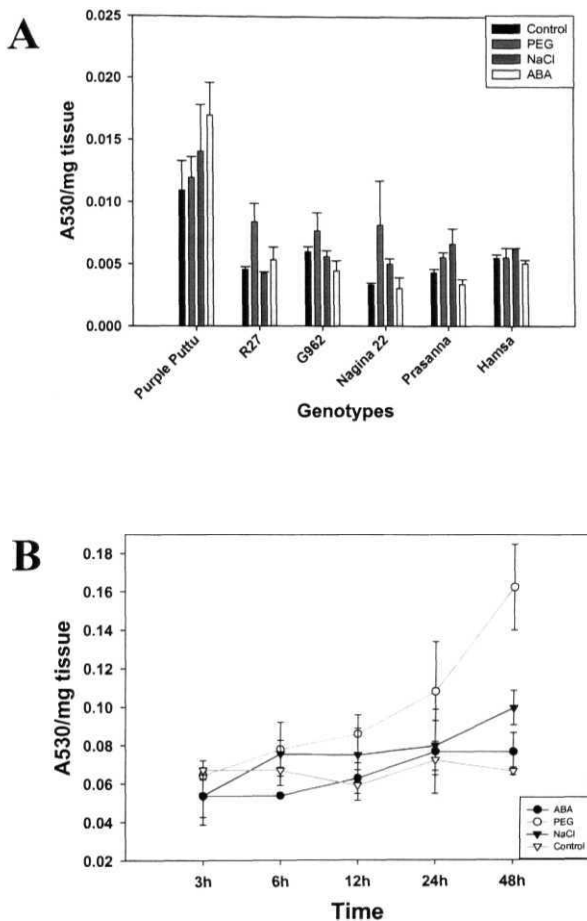 A
Control
PEG
NaCl
ABA
0.025
0.020
0.015
0.010
0.005
0.000
A530/mg tissue
Purple Puttu
R27
G962
Nagina 22
Prasanna
Hamsa
Genotypes
B
0.18
0.16
0.14
0.12
0.10
0.08
0.06
0.04
0.02
A530/mg tissue
ABA
PEG
NaCl
Control
3h
6h
12h
24h
48h
Time